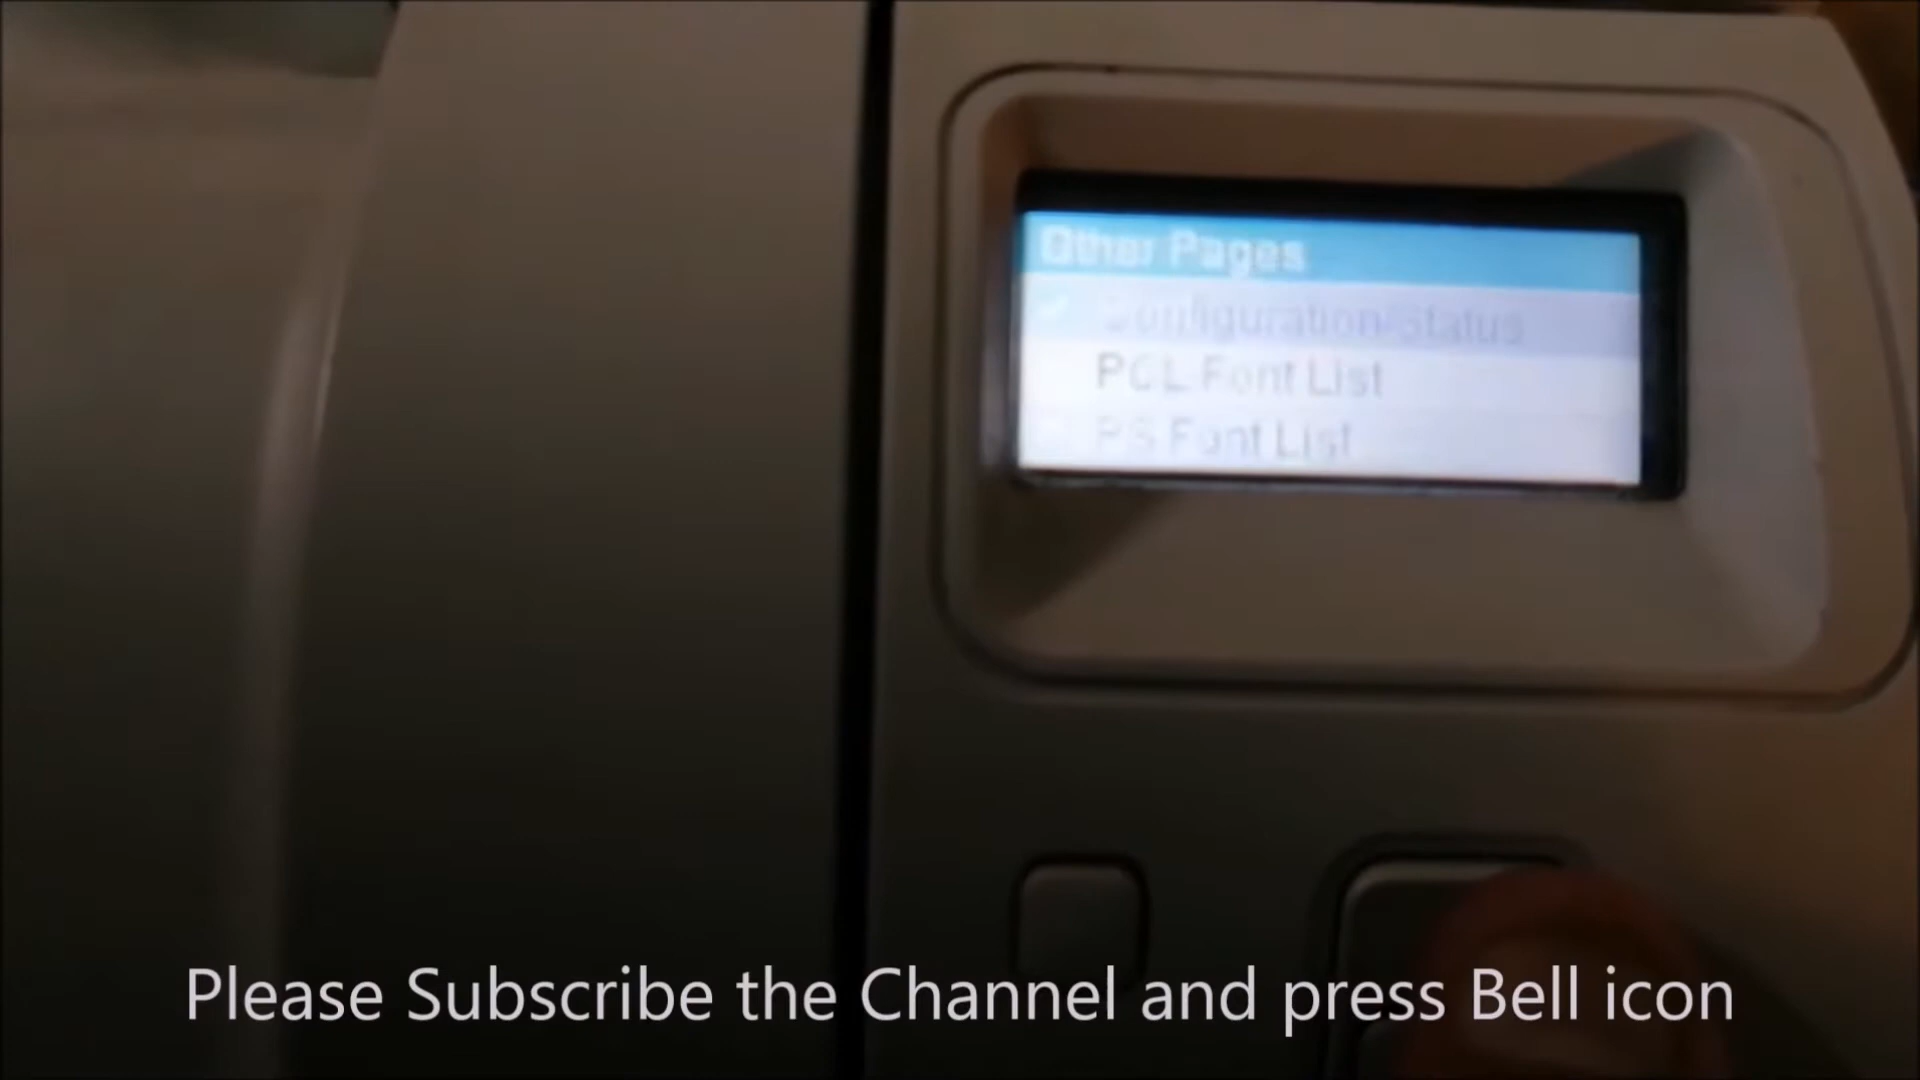 Other Pages
Configuration/Status
PCL Font List
PS Font List
Please Subscribe the Channel and press Bell icon